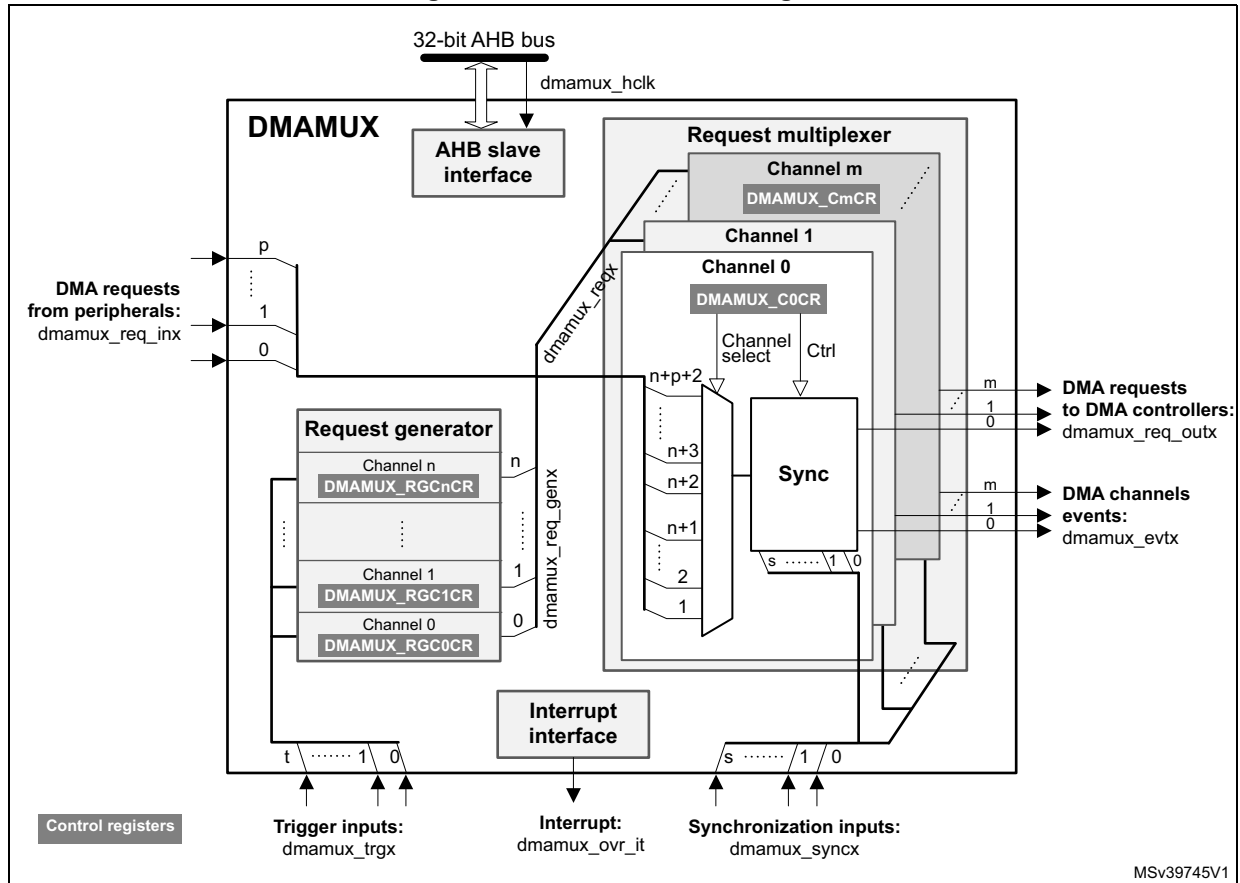 32-bit AHB bus
dmamux_hclk
DMAMUX
AHB slave
interface
Request multiplexer
Channel m
DMAMUX_CmCR
Channel 1
Channel 0
DMAMUX_C0CR
Channel
select
Ctrl
p
1
0
DMA requests
from peripherals:
dmamux_req_inx
dmamux_reqx
n+p+2
n+3
n+2
n+1
2
1
Sync
s ...... 1 0
m
1
0
DMA requests
to DMA controllers:
dmamux_req_outx
m
1
0
DMA channels
events:
dmamux_evtx
Request generator
Channel n
DMAMUX_RGCnCR
Channel 1
DMAMUX_RGC1CR
Channel 0
DMAMUX_RGC0CR
n
1
0
dmamux_req_genx
Interrupt
interface
t ...... 1 0
s ....... 1 0
Control registers
Trigger inputs:
dmamux_trgx
Interrupt:
dmamux_ovr_it
Synchronization inputs:
dmamux_syncx
MSv39745V1